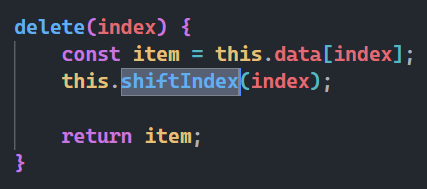 delete(index) {
    const item = this.data[index];
    this.shiftIndex(index);

    return item;
}